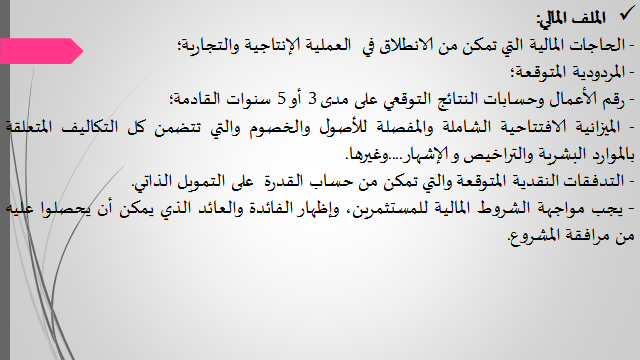 ✓ الملف المالي:
- الحاجات المالية التي تمكن من الانطلاق في العملية الإنتاجية والتجارية؛
- المردودية المتوقعة؛
- رقم الأعمال وحسابات النتائج التوقعي على مدى 3 أو 5 سنوات القادمة؛
- الميزانية الافتتاحية الشاملة والمفصلة للأصول والخصوم والتي تتضمن كل التكاليف المتعلقة
بالموارد البشرية والتراخيص و الإشهار....وغيرها.
- التدفقات النقدية المتوقعة والتي تمكن من حساب القدرة على التمويل الذاتي.
- يجب مواجهة الشروط المالية للمستثمرين، وإظهار الفائدة والعائد الذي يمكن أن يحصلوا عليه
من مرافقة المشروع.